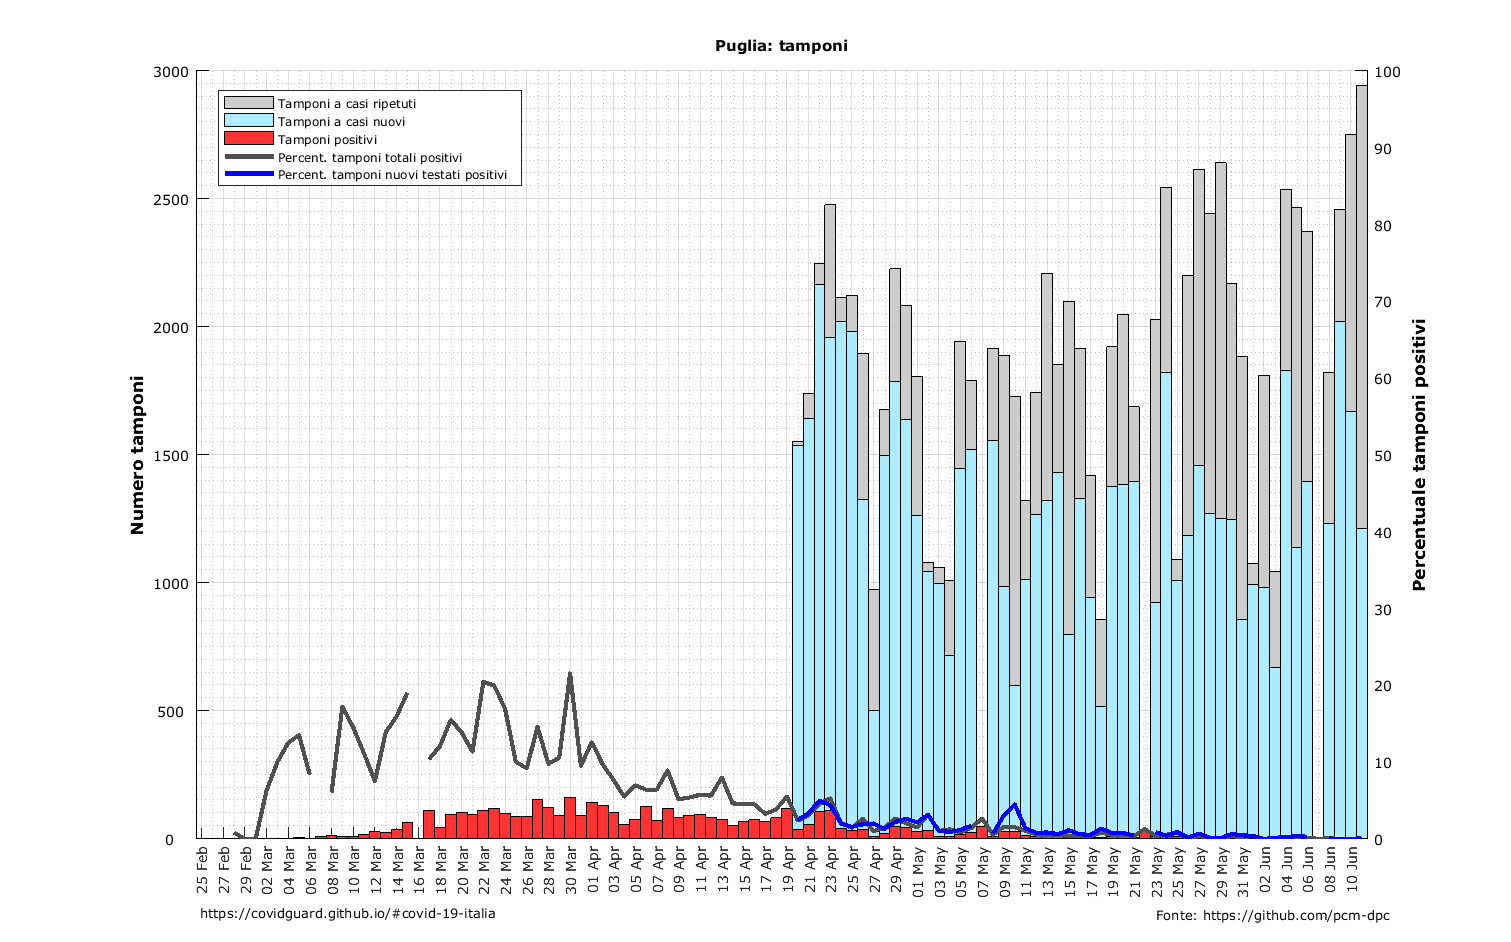 Puglia: tamponi
3000
2500
2000
1500
1000
500
0
Numero tamponi
Tamponi a casi ripetuti
Tamponi a casi nuovi
Tamponi positivi
Percent. tamponi totali positivi
Percent. tamponi nuovi testati positivi
100
90
80
70
60
50
40
30
20
10
0
Percentuale tamponi positivi
25 Feb
27 Feb
29 Feb
02 Mar
04 Mar
06 Mar
08 Mar
10 Mar
12 Mar
14 Mar
16 Mar
18 Mar
20 Mar
22 Mar
24 Mar
26 Mar
28 Mar
30 Mar
01 Apr
03 Apr
05 Apr
07 Apr
09 Apr
11 Apr
13 Apr
15 Apr
17 Apr
19 Apr
21 Apr
23 Apr
25 Apr
27 Apr
29 Apr
01 May
03 May
05 May
07 May
09 May
11 May
13 May
15 May
17 May
19 May
21 May
23 May
25 May
27 May
29 May
31 May
02 Jun
04 Jun
06 Jun
08 Jun
10 Jun
https://covidguard.github.io/#covid-19-italia
Fonte: https://github.com/pcm-dpc